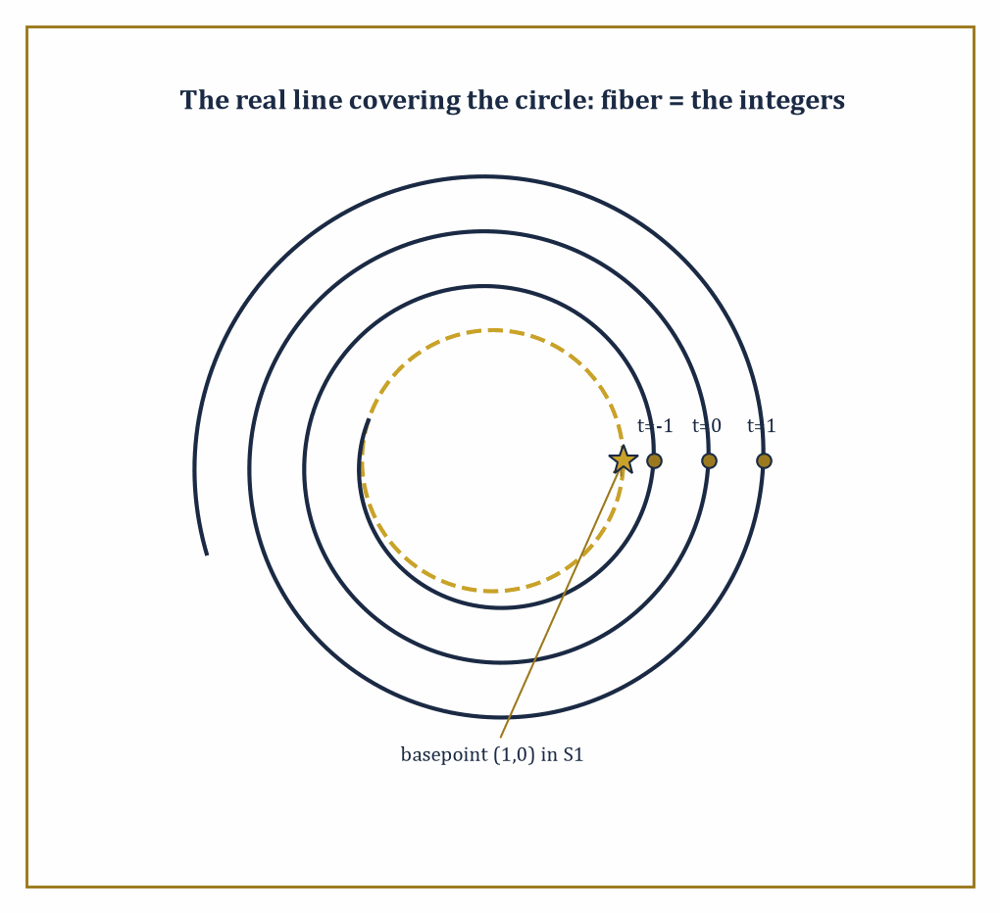 The real line covering the circle: fiber = the integers
t=-1
t=0
t=1
basepoint (1,0) in S1